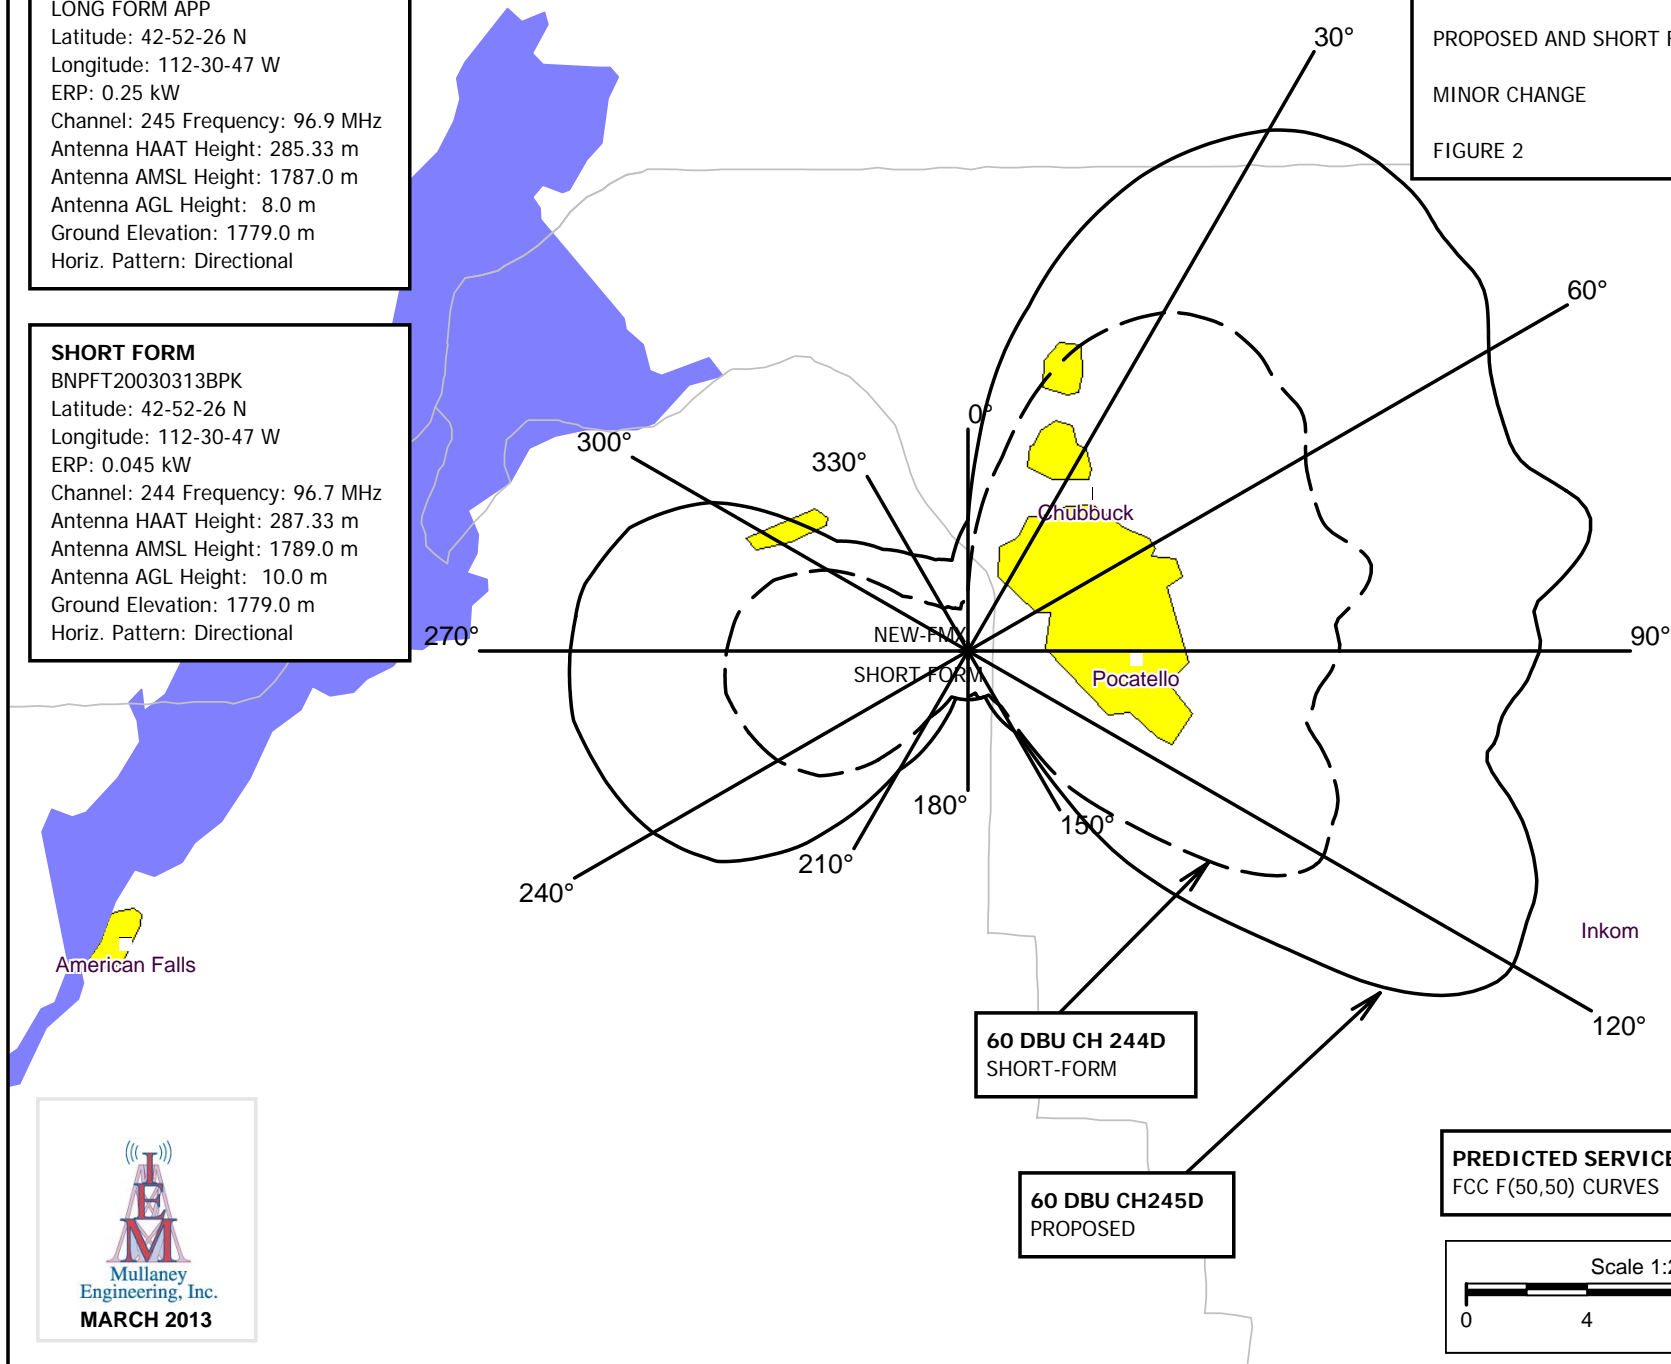 LONG FORM APP
Latitude: 42-52-26 N
Longitude: 112-30-47 W
ERP: 0.25 kW
Channel: 245 Frequency: 96.9 MHz
Antenna HAAT Height: 285.33 m
Antenna AMSL Height: 1787.0 m
Antenna AGL Height:  8.0 m
Ground Elevation: 1779.0 m
Horiz. Pattern: Directional
SHORT FORM
BNPFT20030313BPK
Latitude: 42-52-26 N
Longitude: 112-30-47 W
ERP: 0.045 kW
Channel: 244 Frequency: 96.7 MHz
Antenna HAAT Height: 287.33 m
Antenna AMSL Height: 1789.0 m
Antenna AGL Height:  10.0 m
Ground Elevation: 1779.0 m
Horiz. Pattern: Directional
PROPOSED AND SHORT
MINOR CHANGE
FIGURE 2
30°
60°
0°
300°
330°
Chubbuck
270°
NEW-FMX
90°
SHORT FORM
Pocatello
180°
150°
210°
240°
Inkom
American Falls
120°
60 DBU CH 244D
SHORT-FORM
60 DBU CH245D
PROPOSED
PREDICTED SERVICE
FCC F(50,50) CURVES
Scale 1:2
0 4
IEM
Mullaney
Engineering, Inc.
MARCH 2013